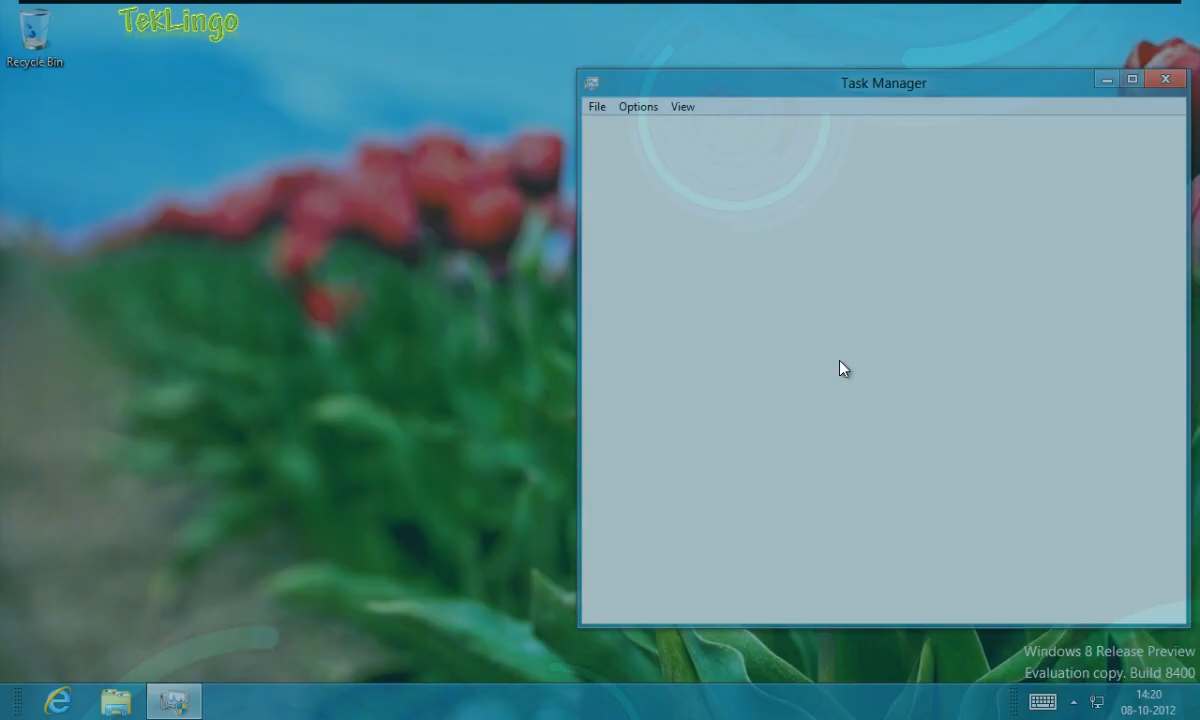 TekLingo
Recycle Bin
Task Manager
File Options View
Windows 8 Release Preview
Evaluation copy. Build 8400
14:20
08-10-2012